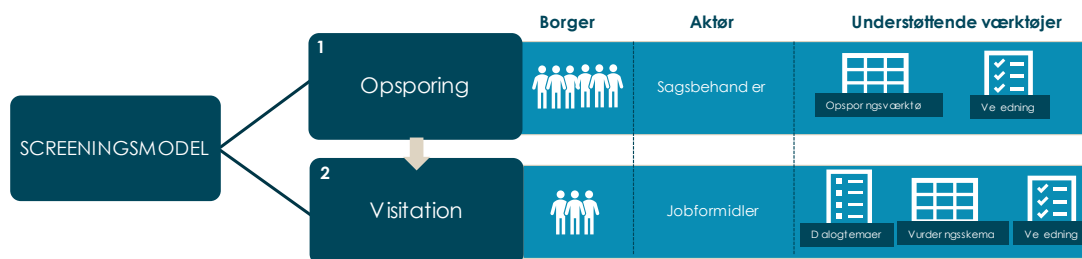 Borger
Aktør
Understøttende værktøjer
SCREENINGSMODEL
1
Opsporing
Sagsbehand er
Opspor ngsværktø
Ve edning
2
Visitation
Jobformidler
D alogtemaer
Vurder ngsskema
Ve edning